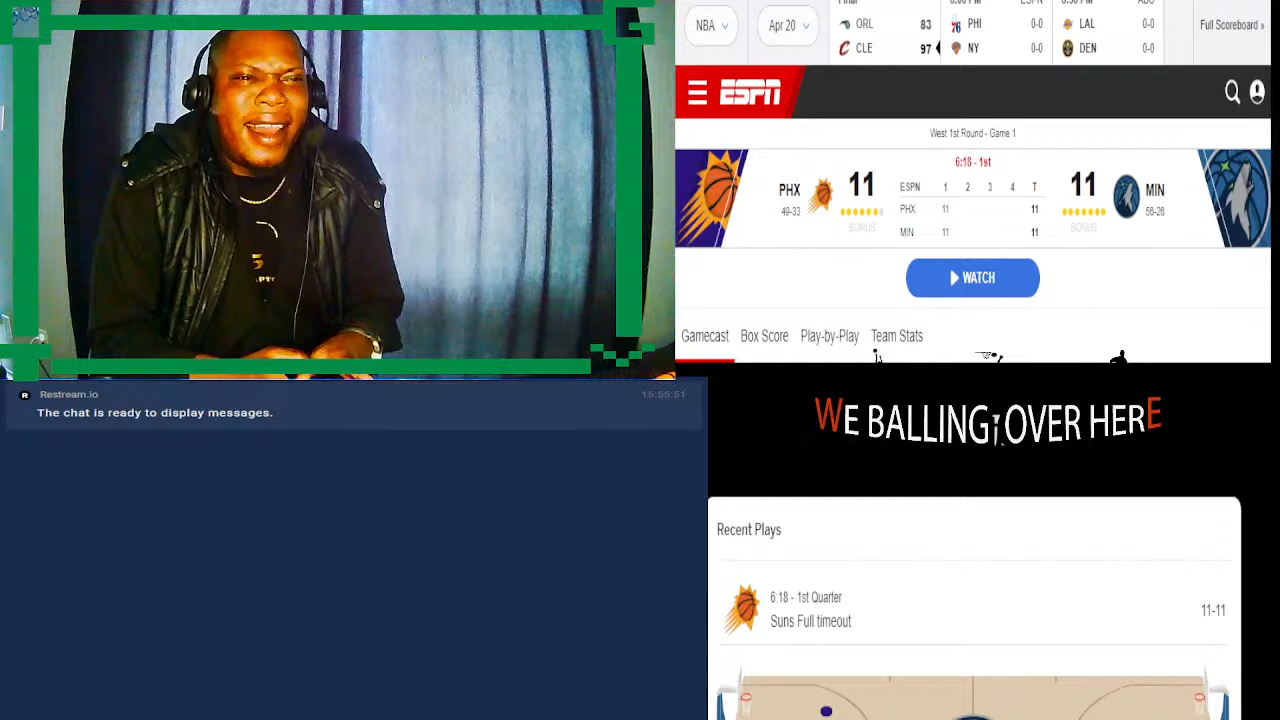 NBA
Apr 20
ORL 83
CLE 97
PHI 0-0
NY 0-0
LAL 0-0
DEN 0-0
Full Scoreboard »
ESPN
West 1st Round - Game 1
6:18 - 1st
PHX 11
49-33
BONUS
ESPN 1 2 3 4 T
PHX 11 11
MIN 11 11
11 MIN
56-26
BONUS
WATCH
Gamecast Box Score Play-by-Play Team Stats
R Restream.io 15:55:51
The chat is ready to display messages.
WE BALLING OVER HERE
Recent Plays
6:18 - 1st Quarter
Suns Full timeout
11-11